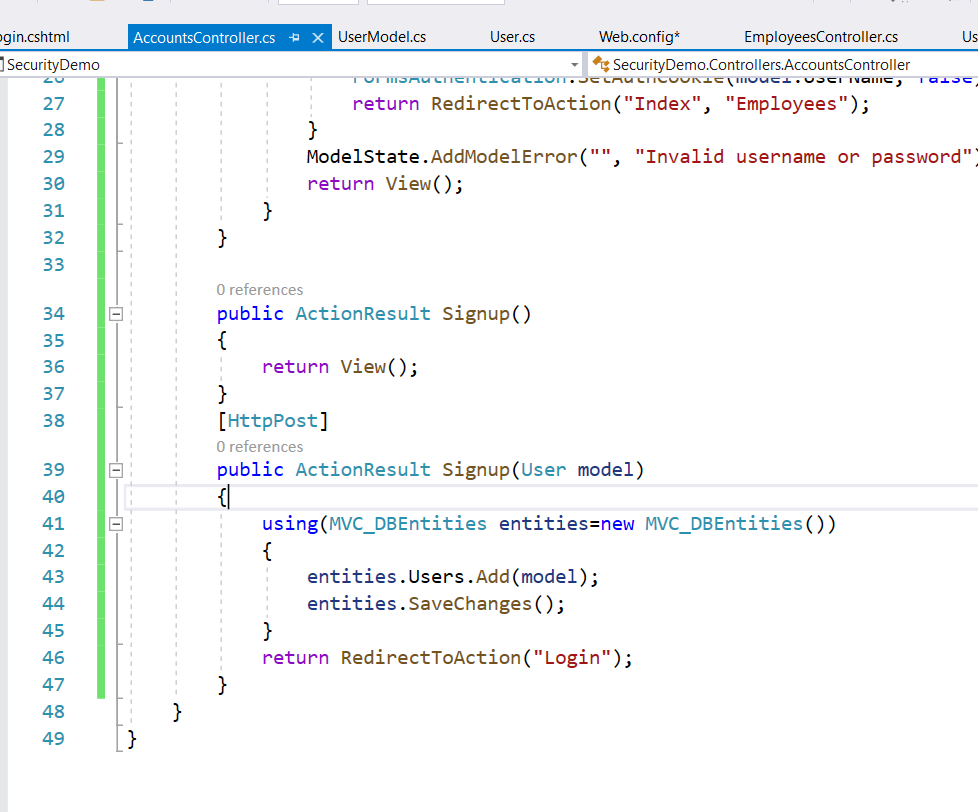 ogin.cshtml AccountsController.cs UserModel.cs User.cs Web.config* EmployeesController.cs Us
SecurityDemo SecurityDemo.Controllers.AccountsController
26 FormsAuthentication.SetAuthCookie(model.UserName, false)
27 return RedirectToAction("Index", "Employees");
28 }
29 ModelState.AddModelError("", "Invalid username or password")
30 return View();
31 }
32 }
33
0 references
34 public ActionResult Signup()
35 {
36 return View();
37 }
38 [HttpPost]
0 references
39 public ActionResult Signup(User model)
40 {
41 using(MVC_DBEntities entities=new MVC_DBEntities())
42 {
43 entities.Users.Add(model);
44 entities.SaveChanges();
45 }
46 return RedirectToAction("Login");
47 }
48 }
49 }